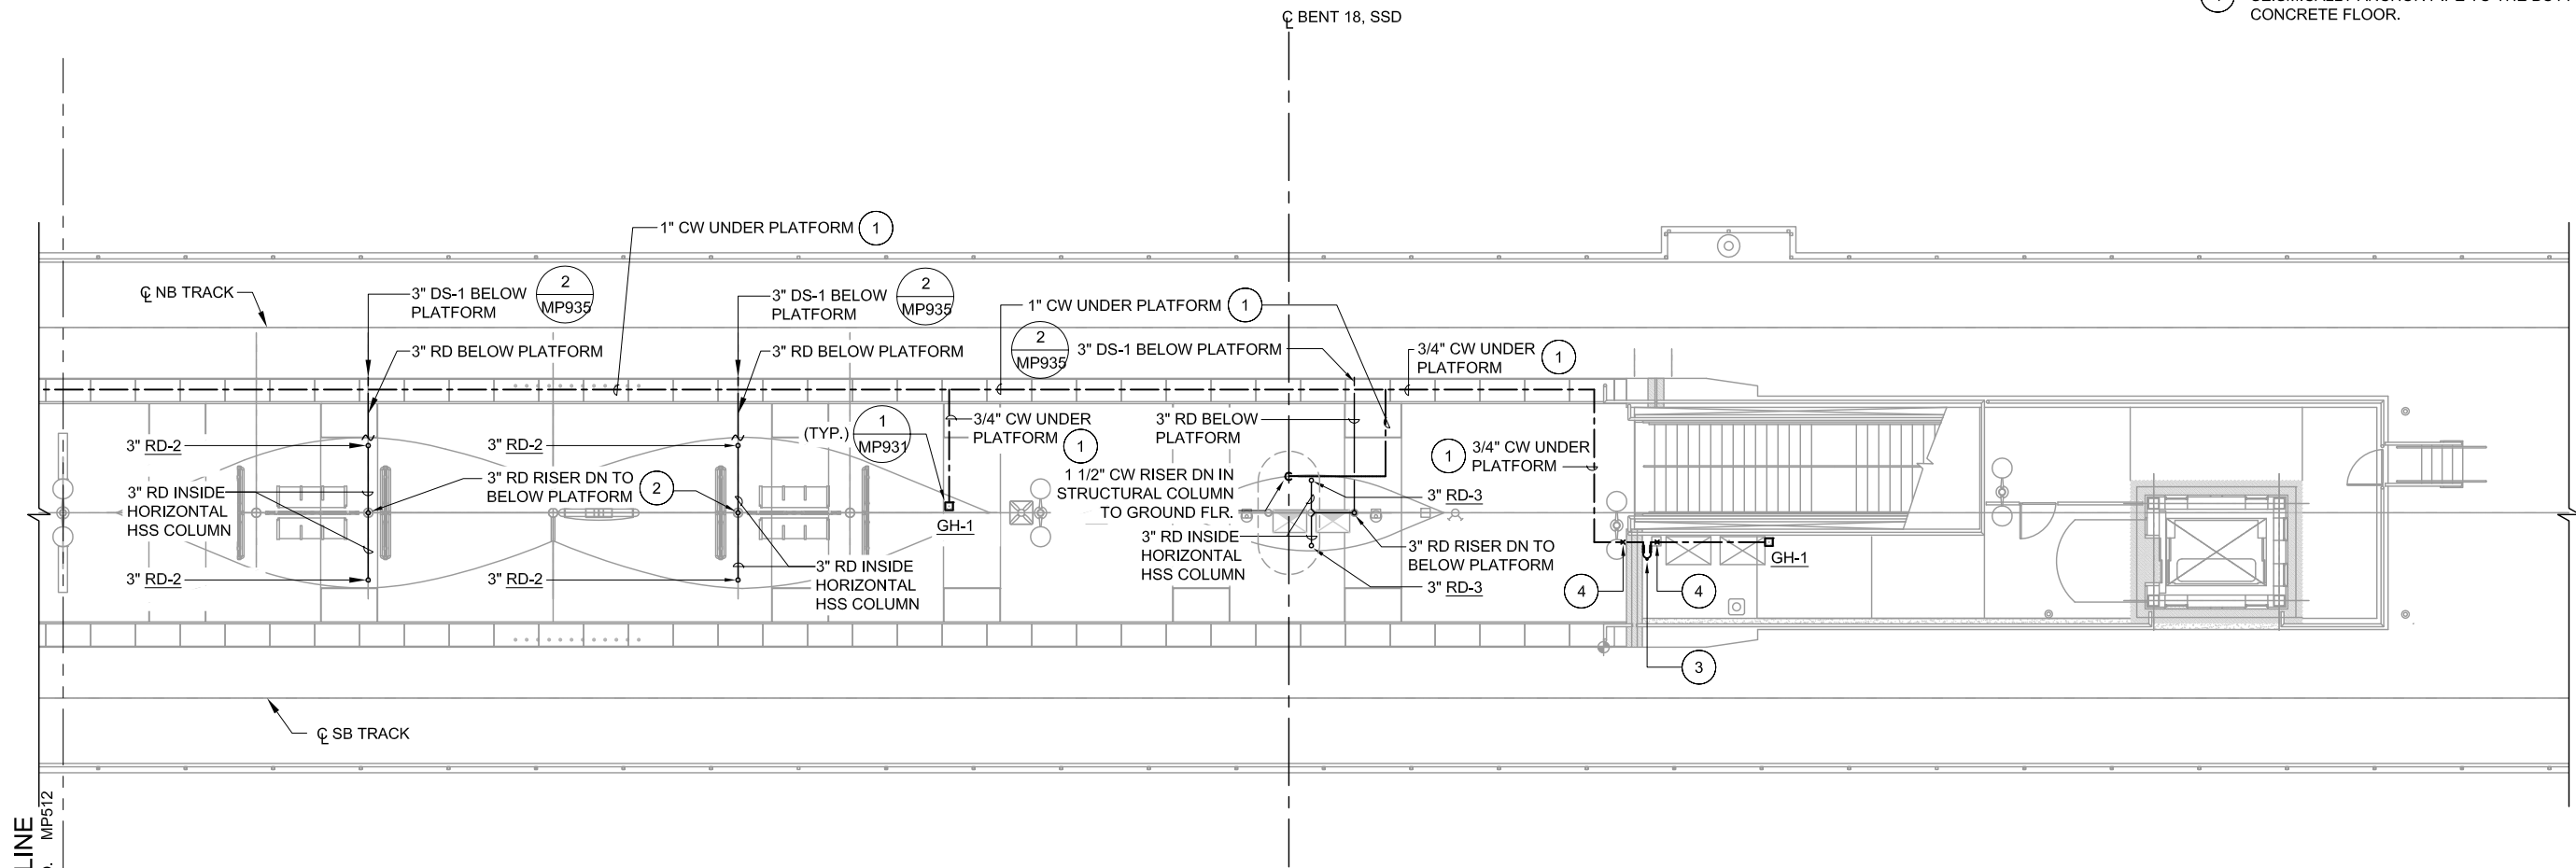 ℄ BENT 18, SSD
CONCRETE FLOOR.
1" CW UNDER PLATFORM 1
℄ NB TRACK
3" DS-1 BELOW
PLATFORM
2
MP935
3" DS-1 BELOW
PLATFORM
2
MP935
1" CW UNDER PLATFORM 1
2
MP935
3" DS-1 BELOW PLATFORM
3/4" CW UNDER
PLATFORM
1
3" RD BELOW PLATFORM
3" RD BELOW PLATFORM
(TYP.)
1
MP931
3/4" CW UNDER
PLATFORM
1
3" RD BELOW
PLATFORM
1
3/4" CW UNDER
PLATFORM
3" RD-2
3" RD-2
3" RD INSIDE
HORIZONTAL
HSS COLUMN
3" RD RISER DN TO
BELOW PLATFORM
2
1 1/2" CW RISER DN IN
STRUCTURAL COLUMN
TO GROUND FLR.
3" RD-3
GH-1
3" RD INSIDE
HORIZONTAL
HSS COLUMN
3" RD RISER DN TO
BELOW PLATFORM
GH-1
3" RD-2
3" RD-2
3" RD INSIDE
HORIZONTAL
HSS COLUMN
3" RD-3
4
4
3
℄ SB TRACK
LINE
MP512